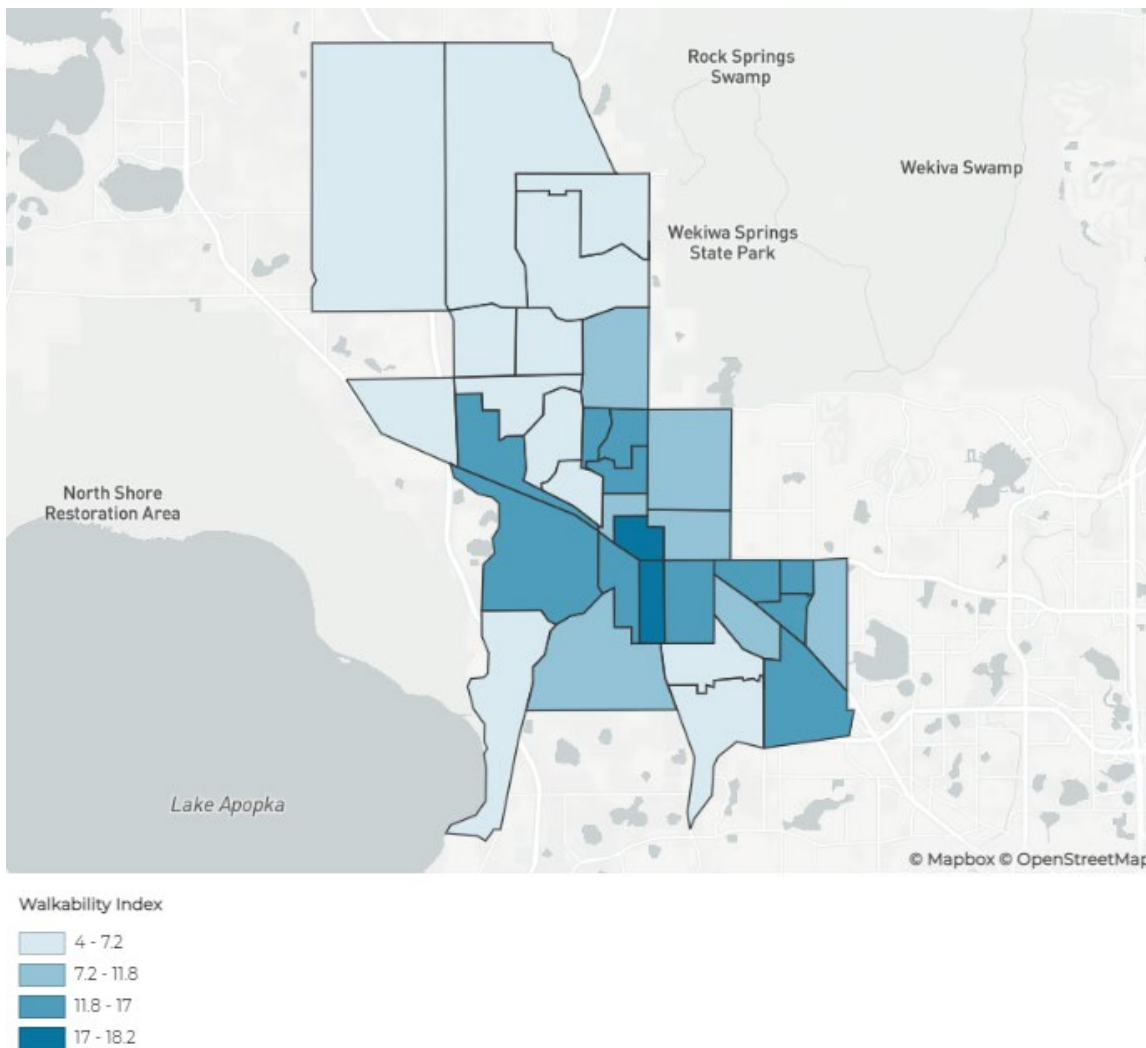 Rock Springs
Swamp
Wekiva Swamp
Wekiwa Springs
State Park
North Shore
Restoration Area
Lake Apopka
© Mapbox © OpenStreetMap
Walkability Index
4 - 7.2
7.2 - 11.8
11.8 - 17
17 - 18.2